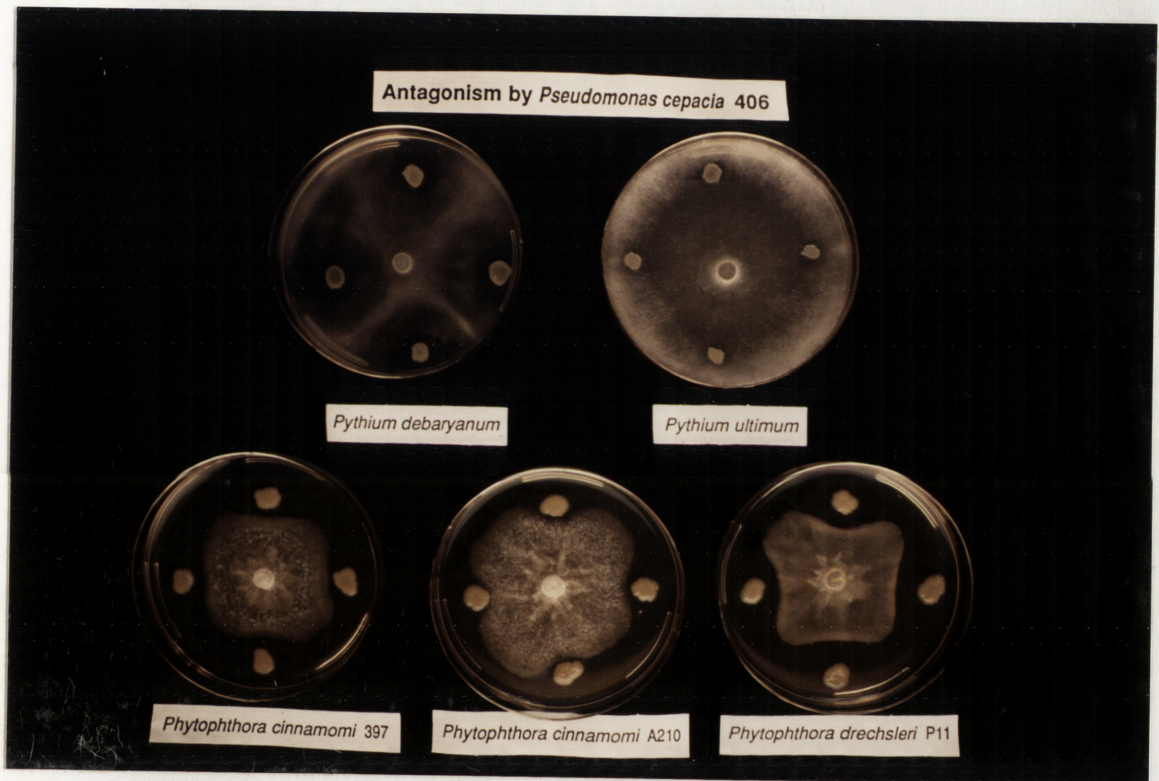 Antagonism by Pseudomonas cepacia 406
Pythium debaryanum
Pythium ultimum
Phytophthora cinnamomi 397
Phytophthora cinnamomi A210
Phytophthora drechsleri P11